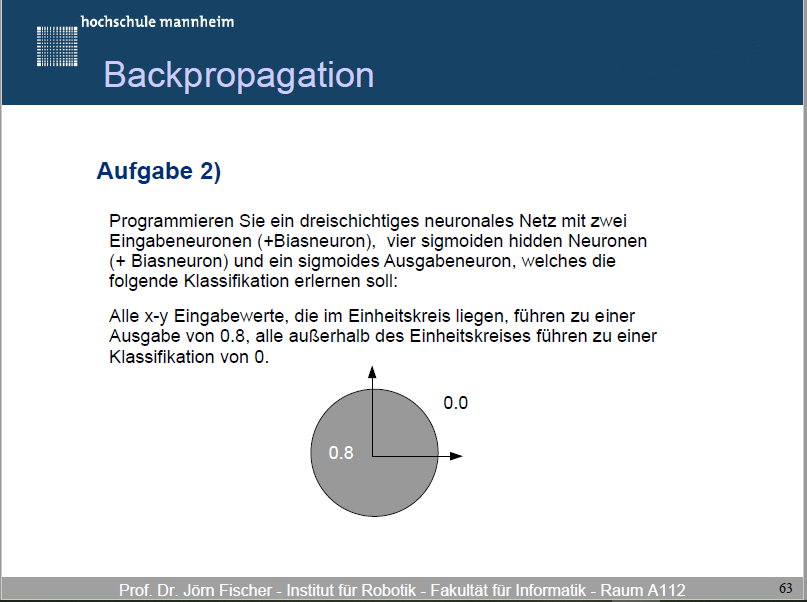 hochschule mannheim
Backpropagation
Aufgabe 2)
Programmieren Sie ein dreischichtiges neuronales Netz mit zwei
Eingabeneuronen (+Biasneuron), vier sigmoiden hidden Neuronen
(+ Biasneuron) und ein sigmoides Ausgabeneuron, welches die
folgende Klassifikation erlernen soll:
Alle x-y Eingabewerte, die im Einheitskreis liegen, führen zu einer
Ausgabe von 0.8, alle außerhalb des Einheitskreises führen zu einer
Klassifikation von 0.
0.0
0.8
Prof. Dr. Jörn Fischer - Institut für Robotik - Fakultät für Informatik - Raum A112
63